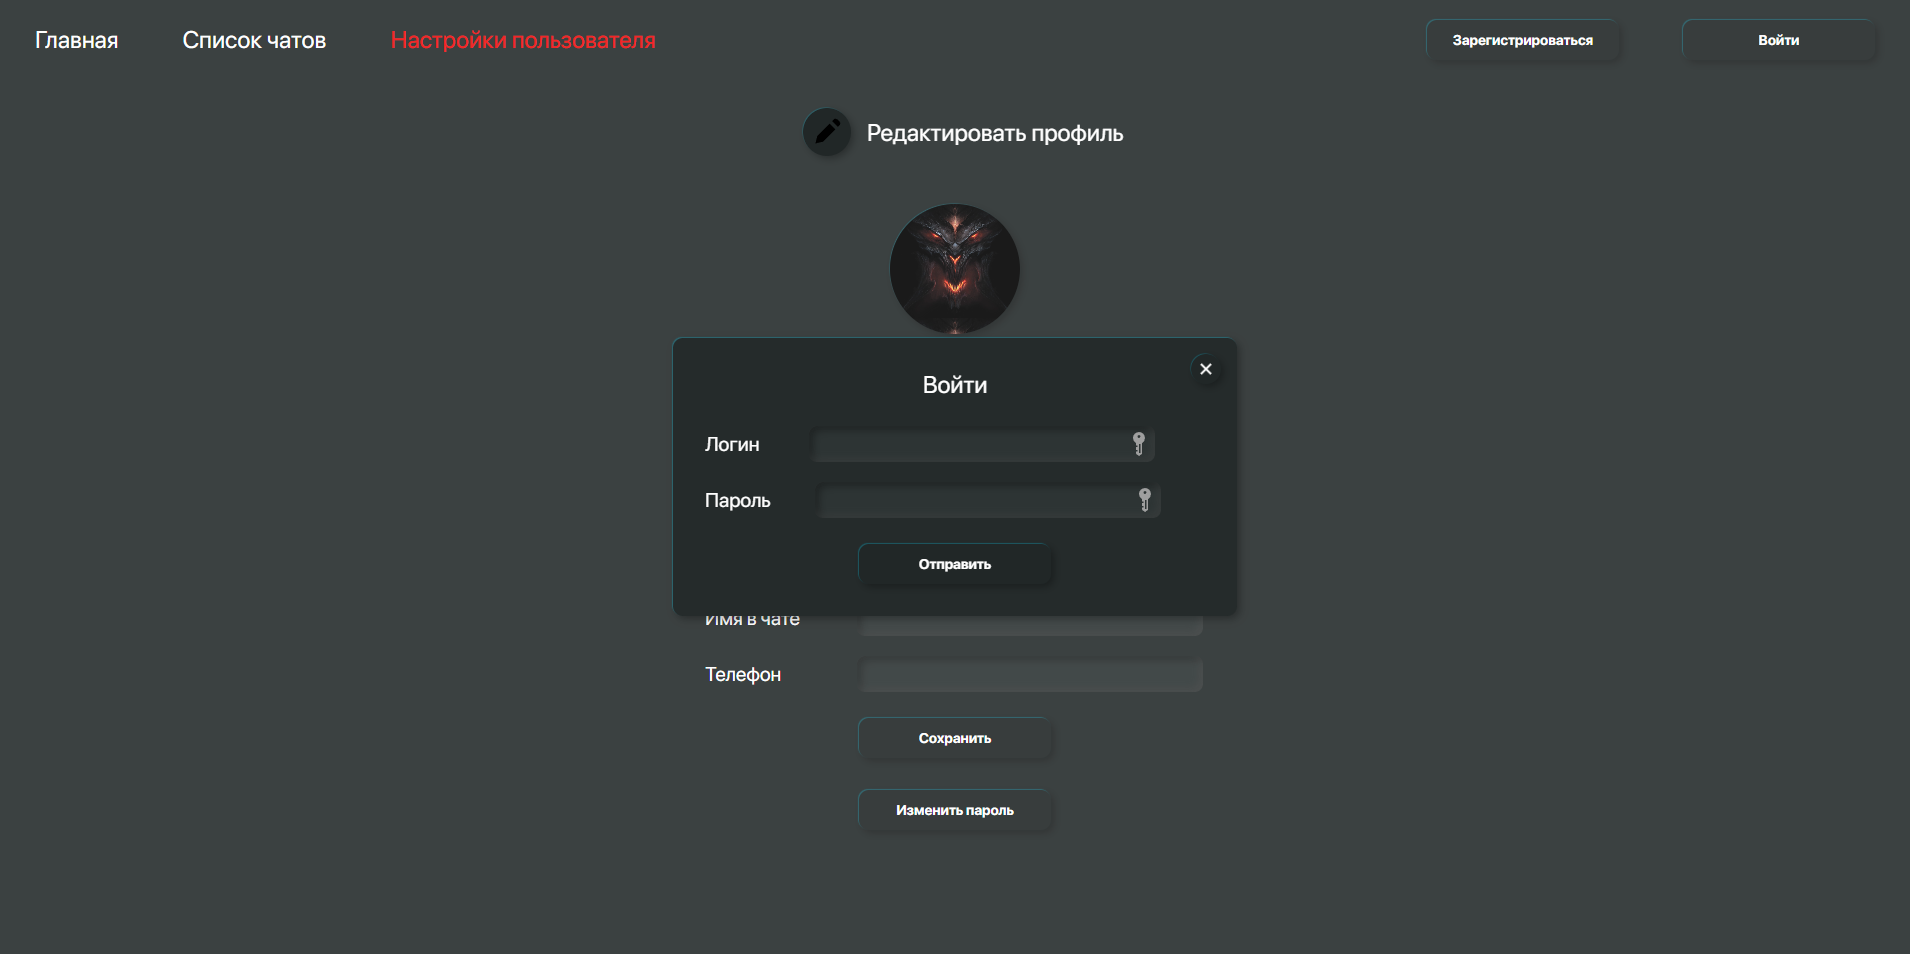 Главная Список чатов Настройки пользователя Зарегистрироваться Войти
Редактировать профиль
Войти
Логин
Пароль
Отправить
Имя в чате
Телефон
Сохранить
Изменить пароль